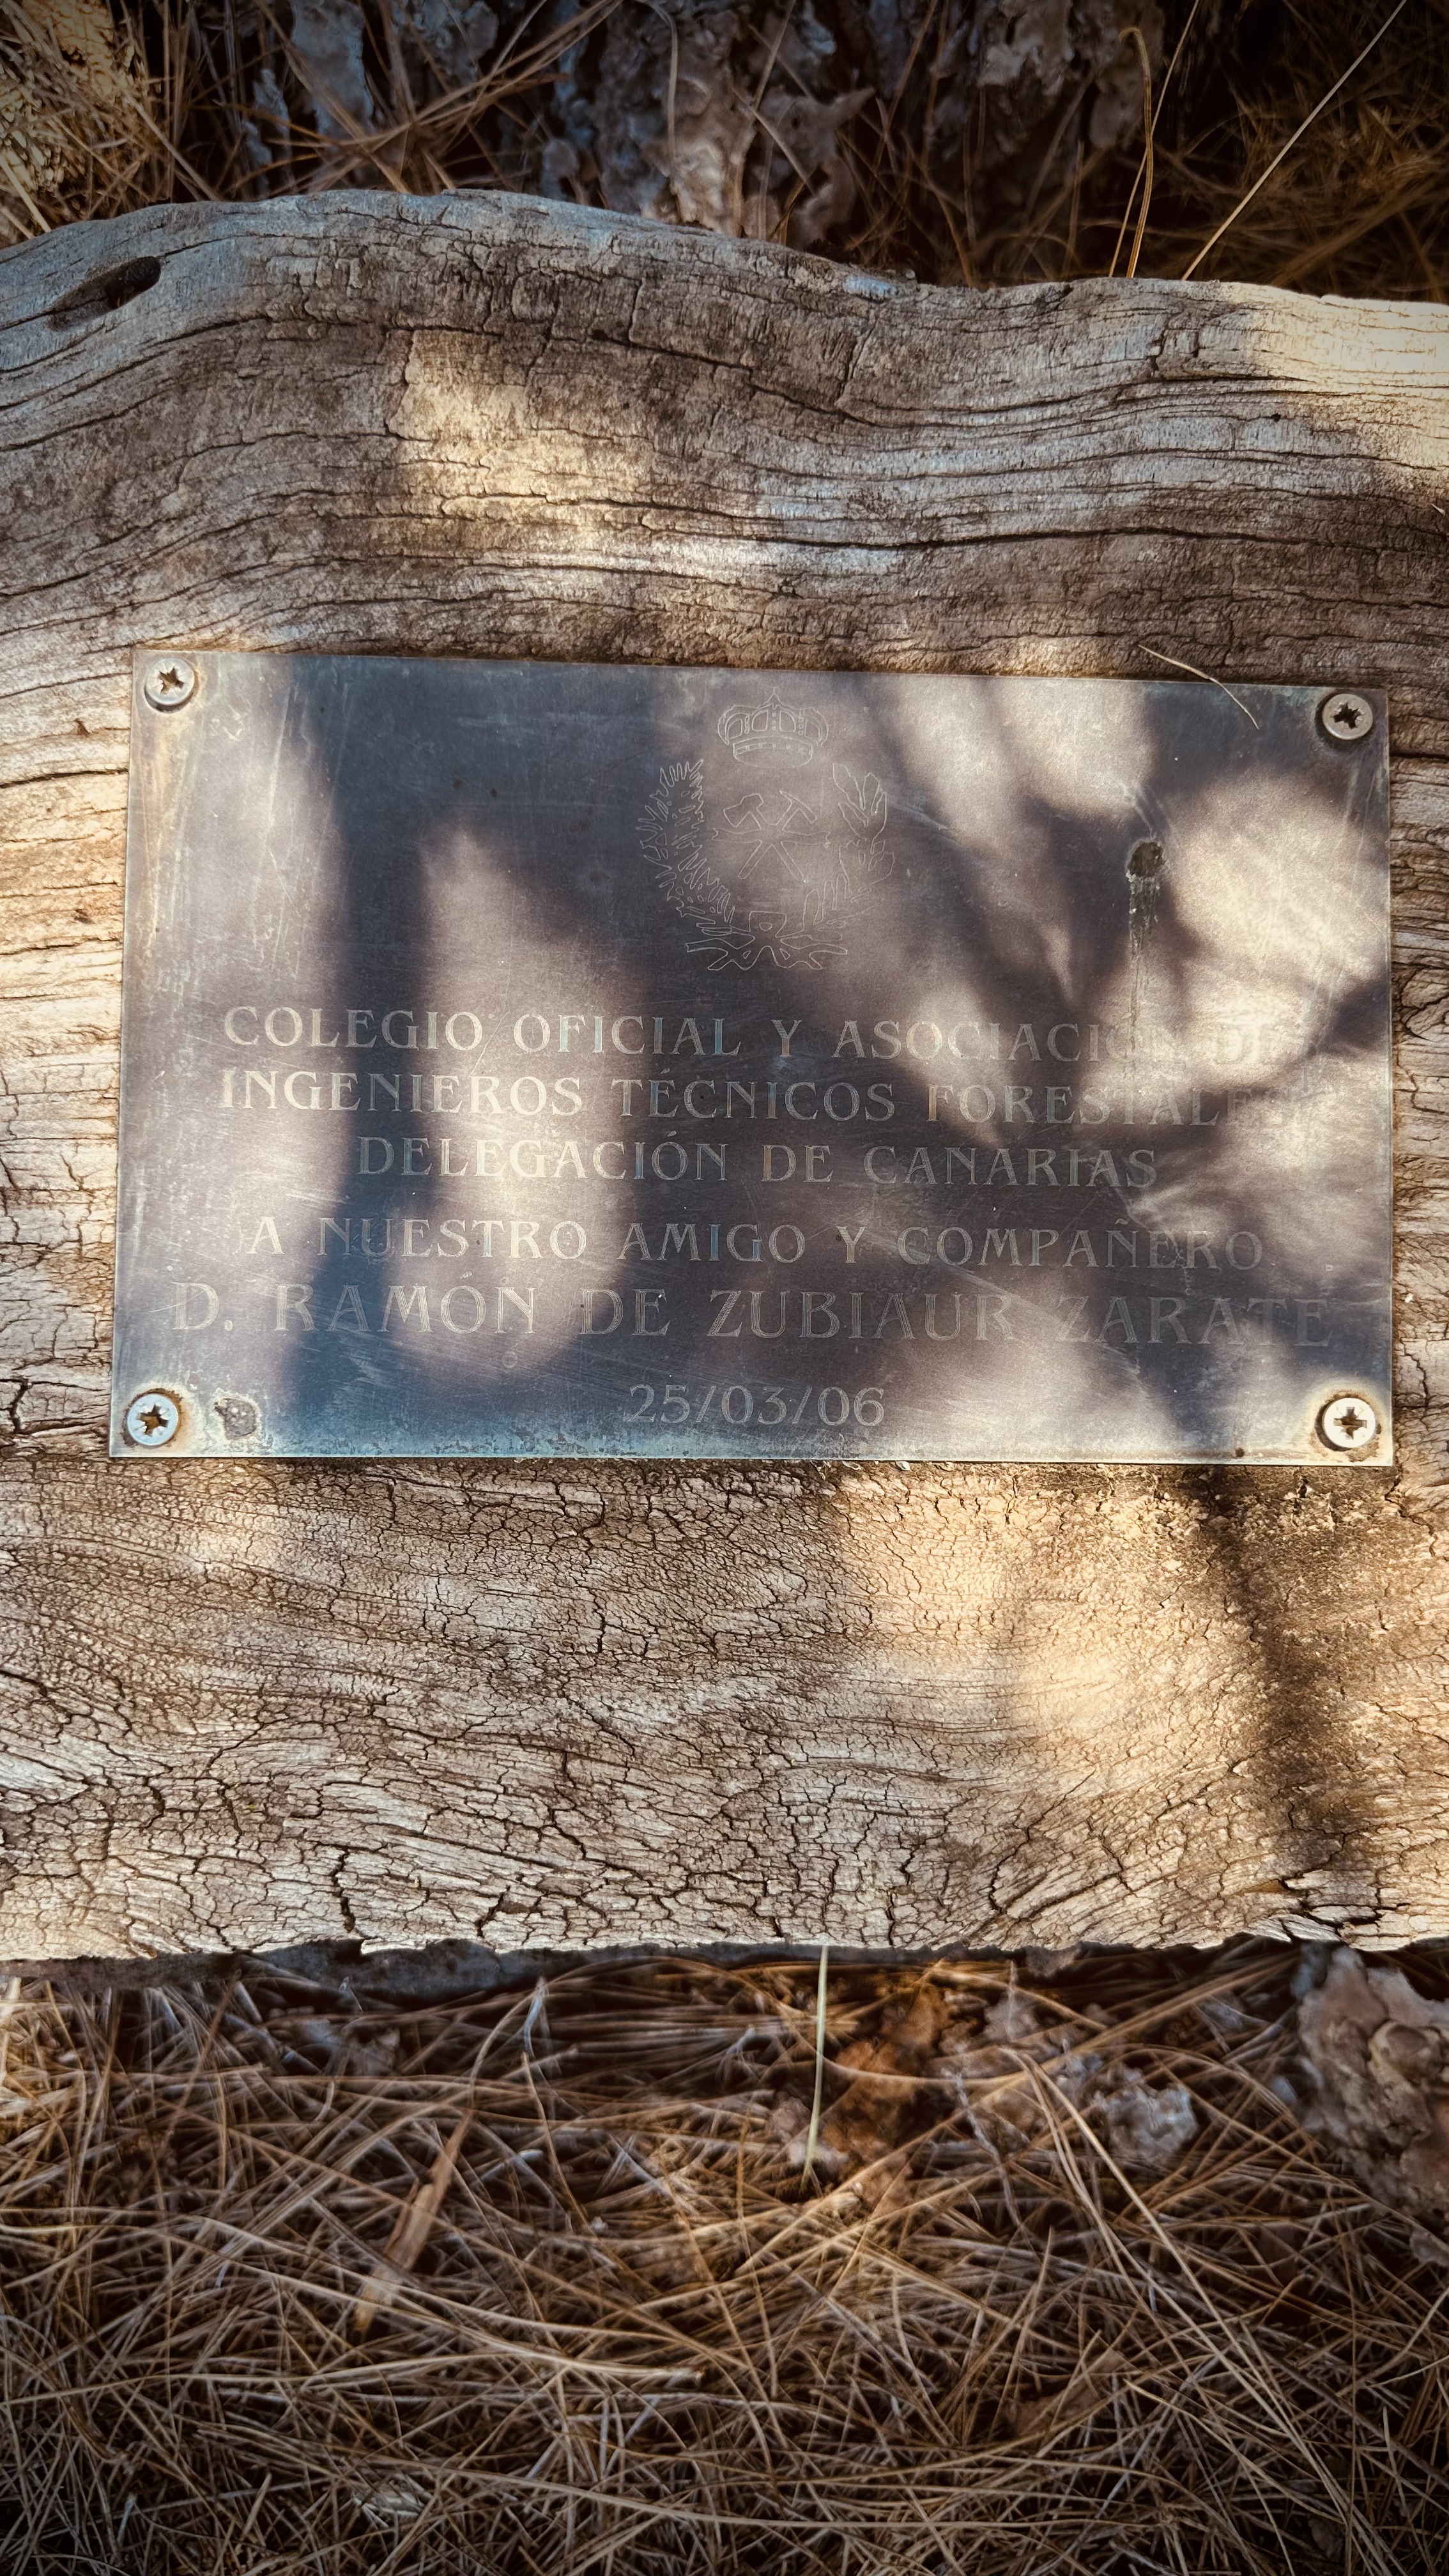 COLEGIO OFICIAL Y ASOCIACIÓN DE
INGENIEROS TÉCNICOS FORESTALES
DELEGACIÓN DE CANARIAS
A NUESTRO AMIGO Y COMPAÑERO
D. RAMÓN DE ZUBIAUR ZARATE
25/03/06